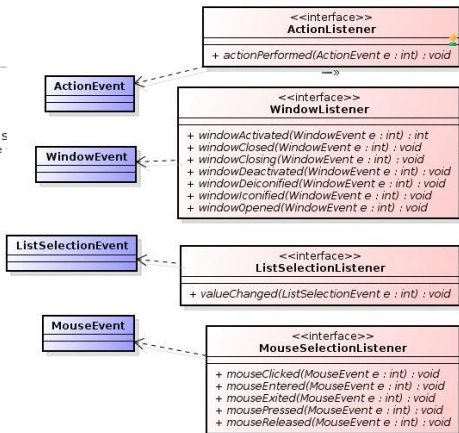 <<interface>>
ActionListener
+ actionPerformed(ActionEvent e : int) : void
ActionEvent
<<interface>>
WindowListener
+ windowActivated(WindowEvent e : int) : int
+ windowClosed(WindowEvent e : int) : void
+ windowClosing(WindowEvent e : int) : void
+ windowDeactivated(WindowEvent e : int) : void
+ windowDeiconified(WindowEvent e : int) : void
+ windowIconified(WindowEvent e : int) : void
+ windowOpened(WindowEvent e : int) : void
WindowEvent
ListSelectionEvent
<<interface>>
ListSelectionListener
+ valueChanged(ListSelectionEvent e : int) : void
MouseEvent
<<interface>>
MouseSelectionListener
+ mouseClicked(MouseEvent e : int) : void
+ mouseEntered(MouseEvent e : int) : void
+ mouseExited(MouseEvent e : int) : void
+ mousePressed(MouseEvent e : int) : void
+ mouseReleased(MouseEvent e : int) : void